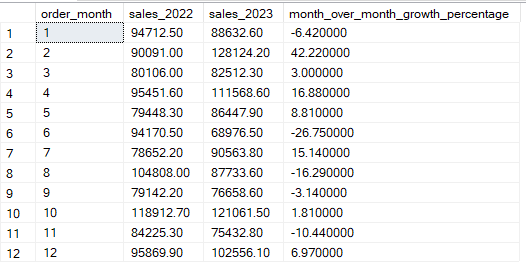 order_month sales_2022 sales_2023 month_over_month_growth_percentage
1 1 94712.50 88632.60 -6.420000
2 2 90091.00 128124.20 42.220000
3 3 80106.00 82512.30 3.000000
4 4 95451.60 111568.60 16.880000
5 5 79448.30 86447.90 8.810000
6 6 94170.50 68976.50 -26.750000
7 7 78652.20 90563.80 15.140000
8 8 104808.00 87733.60 -16.290000
9 9 79142.20 76658.60 -3.140000
10 10 118912.70 121061.50 1.810000
11 11 84225.30 75432.80 -10.440000
12 12 95869.90 102556.10 6.970000